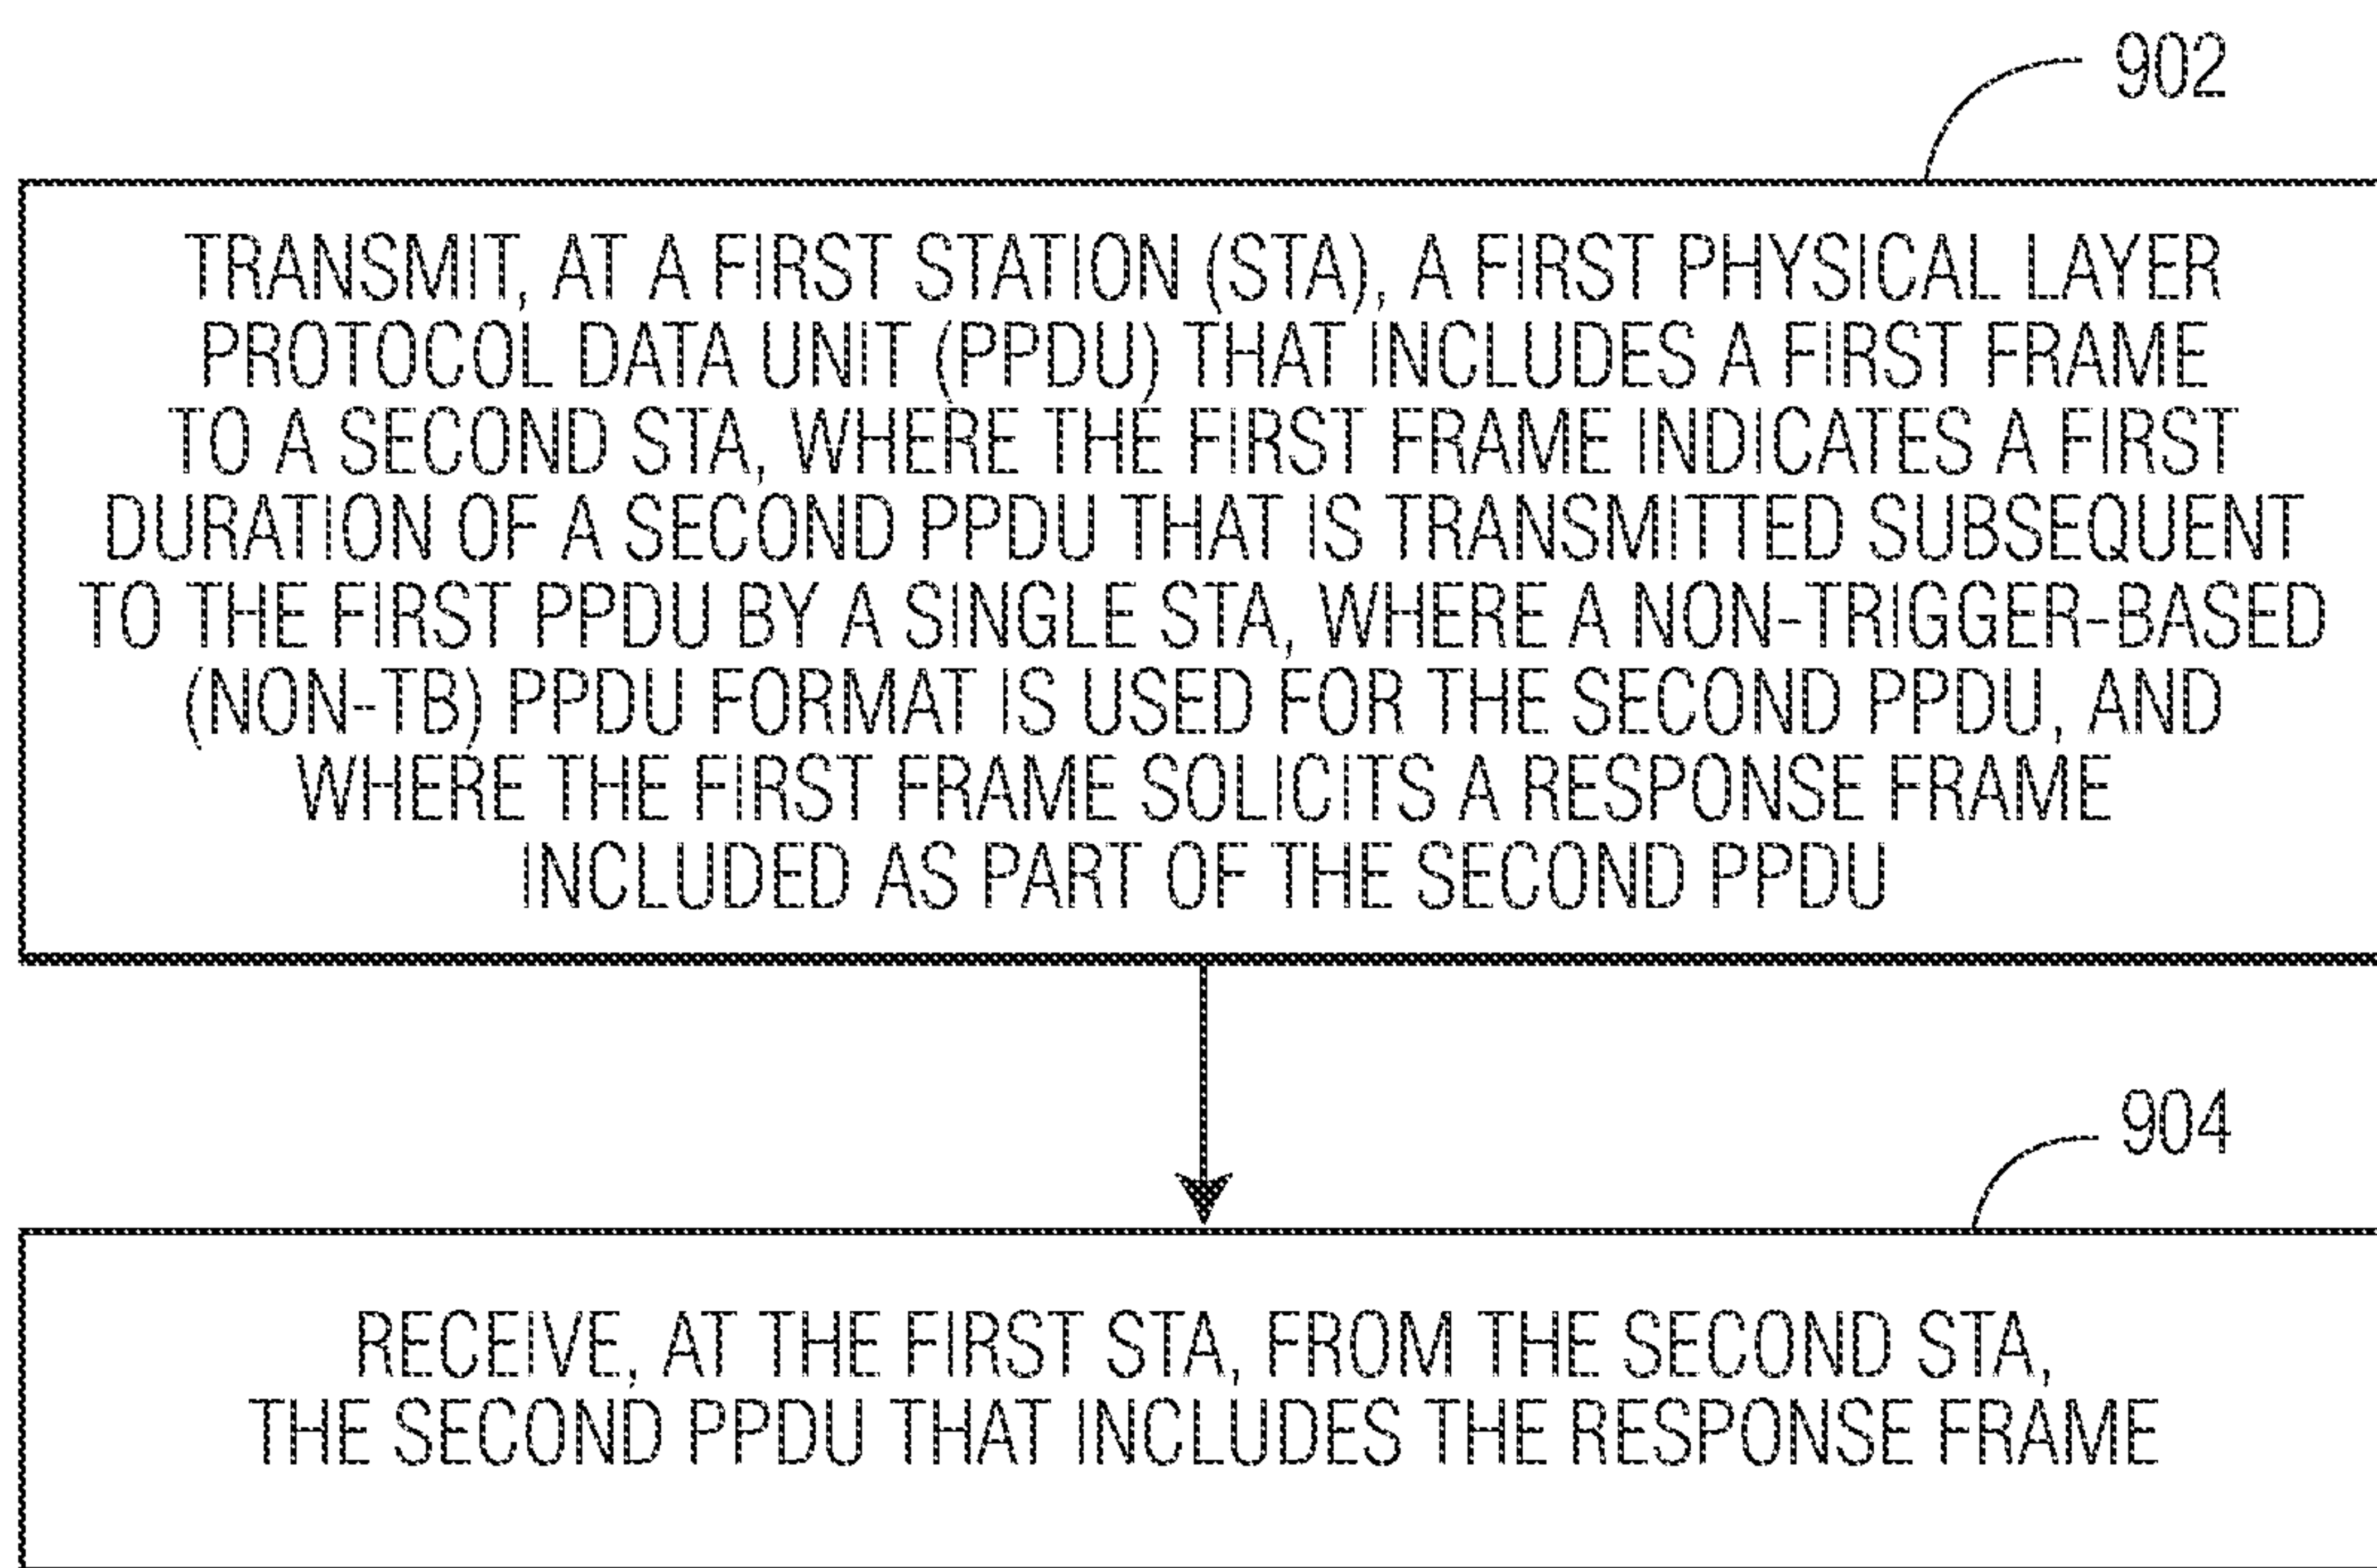 902
TRANSMIT, AT A FIRST STATION (STA), A FIRST PHYSICAL LAYER
PROTOCOL DATA UNIT (PPDU) THAT INCLUDES A FIRST FRAME
TO A SECOND STA, WHERE THE FIRST FRAME INDICATES A FIRST
DURATION OF A SECOND PPDU THAT IS TRANSMITTED SUBSEQUENT
TO THE FIRST PPDU BY A SINGLE STA, WHERE A NON-TRIGGER-BASED
(NON-TB) PPDU FORMAT IS USED FOR THE SECOND PPDU, AND
WHERE THE FIRST FRAME SOLICITS A RESPONSE FRAME
INCLUDED AS PART OF THE SECOND PPDU
904
RECEIVE, AT THE FIRST STA, FROM THE SECOND STA,
THE SECOND PPDU THAT INCLUDES THE RESPONSE FRAME